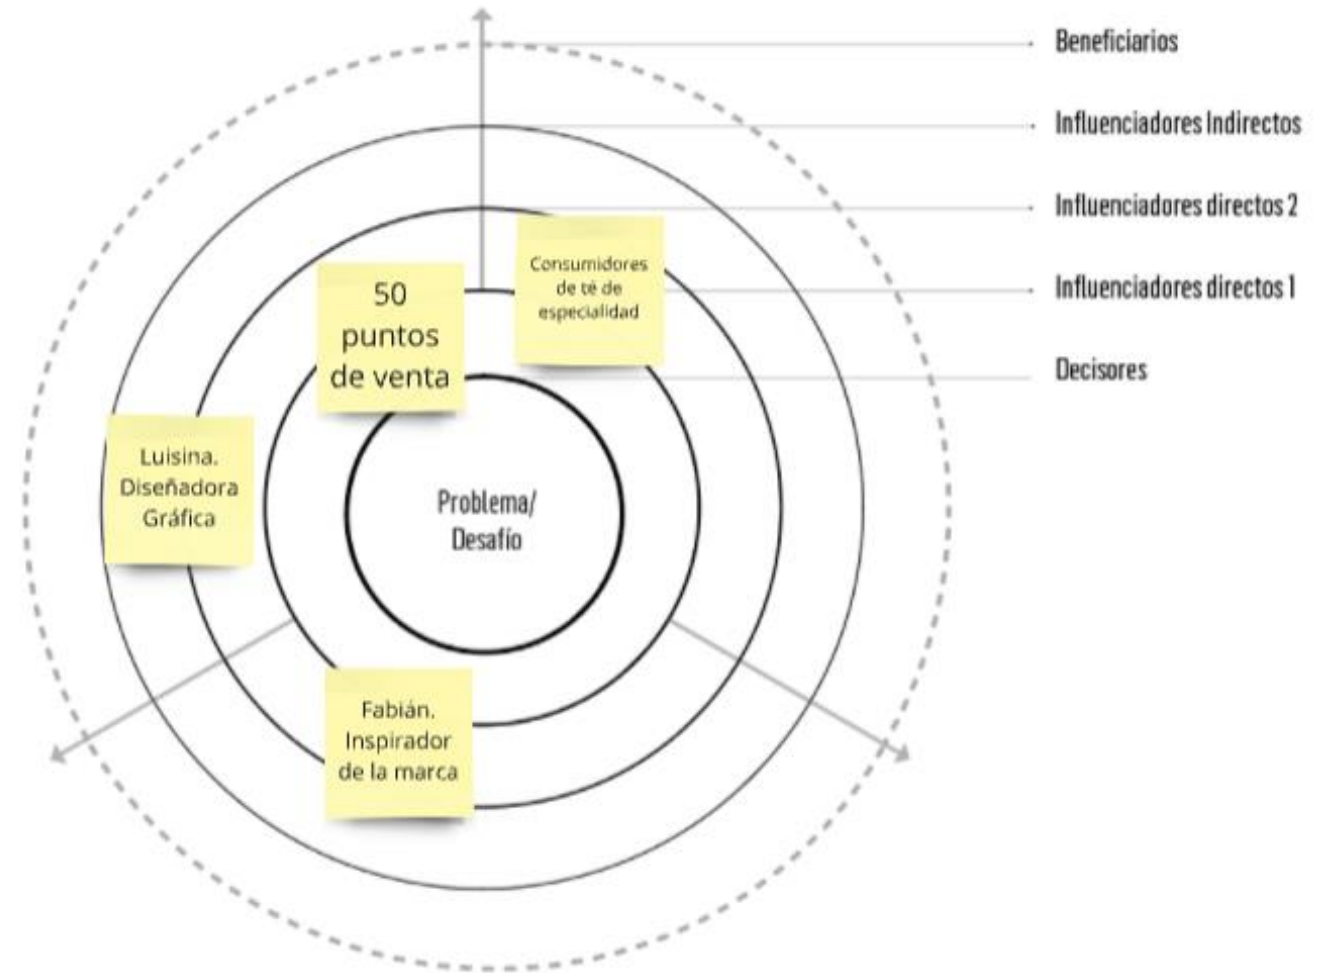 Beneficiarios
Influenciadores Indirectos
Influenciadores directos 2
Influenciadores directos 1
Decisores
Consumidores
de té de
especialidad
50
puntos
de venta
Luisina.
Diseñadora
Gráfica
Problema/
Desafío
Fabián.
Inspirador
de la marca